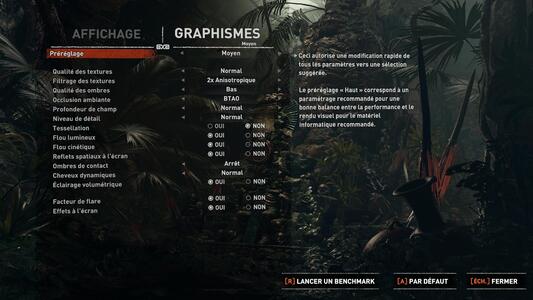 AFFICHAGE GRAPHISMES
Moyen
Préréglage Moyen
Qualité des textures Normal
Filtrage des textures 2x Anisotropique
Qualité des ombres Bas
Occlusion ambiante BTAO
Profondeur de champ Normal
Niveau de détail Normal
Tessellation OUI NON
Flou lumineux OUI NON
Flou cinétique OUI NON
Reflets spatiaux à l'écran OUI NON
Ombres de contact Arrêt
Cheveux dynamiques Normal
Éclairage volumétrique OUI NON
Facteur de flare OUI NON
Effets à l'écran OUI NON
Ceci autorise une modification rapide de
tous les paramètres vers une sélection
suggérée.
Le préréglage « Haut » correspond à un
paramétrage recommandé pour une
bonne balance entre la performance et le
rendu visuel pour le matériel
informatique recommandé.
[R] LANCER UN BENCHMARK [A] PAR DÉFAUT [ÉCH.] FERMER